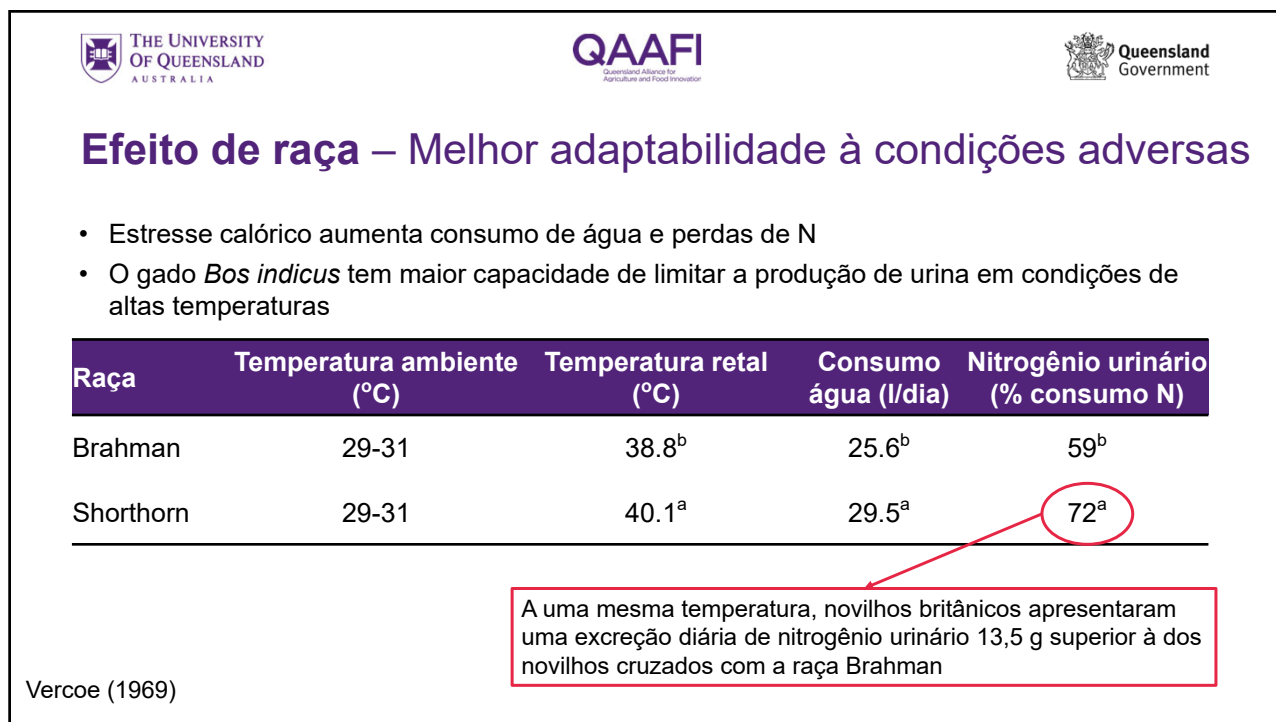 THE UNIVERSITY
OF QUEENSLAND
AUSTRALIA
QAAFI
Queensland Alliance for
Agriculture and Food Innovation
Queensland
Government
Efeito de raça – Melhor adaptabilidade à condições adversas
• Estresse calórico aumenta consumo de água e perdas de N
• O gado Bos indicus tem maior capacidade de limitar a produção de urina em condições de
altas temperaturas
Raça Temperatura ambiente (°C) Temperatura retal (°C) Consumo água (l/dia) Nitrogênio urinário (% consumo N)
Brahman 29-31 38.8ᵇ 25.6ᵇ 59ᵇ
Shorthorn 29-31 40.1ᵃ 29.5ᵃ 72ᵃ
A uma mesma temperatura, novilhos britânicos apresentaram
uma excreção diária de nitrogênio urinário 13,5 g superior à dos
novilhos cruzados com a raça Brahman
Vercoe (1969)